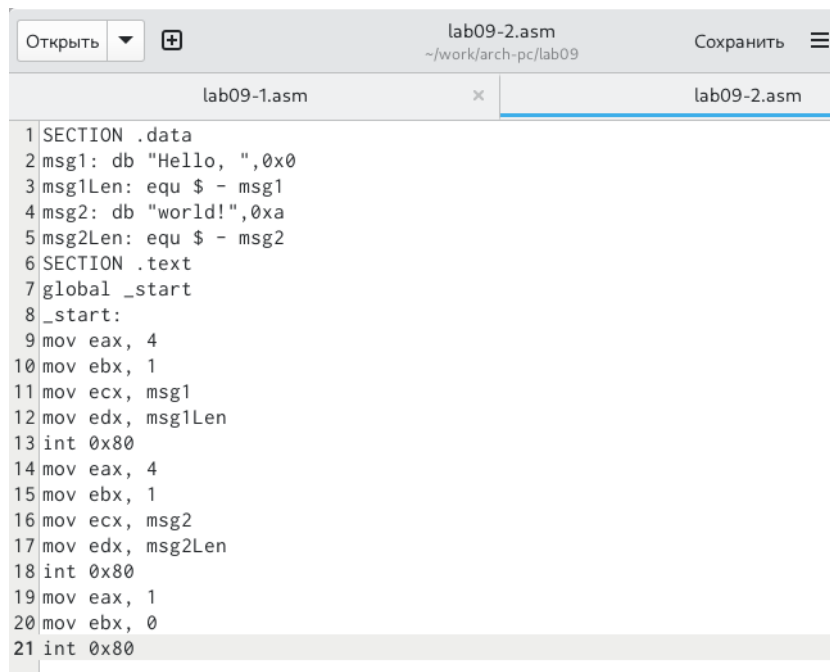 Открыть
lab09-2.asm
~/work/arch-pc/lab09
Сохранить
lab09-1.asm ×
lab09-2.asm
1 SECTION .data
2 msg1: db "Hello, ",0x0
3 msg1Len: equ $ - msg1
4 msg2: db "world!",0xa
5 msg2Len: equ $ - msg2
6 SECTION .text
7 global _start
8 _start:
9 mov eax, 4
10 mov ebx, 1
11 mov ecx, msg1
12 mov edx, msg1Len
13 int 0x80
14 mov eax, 4
15 mov ebx, 1
16 mov ecx, msg2
17 mov edx, msg2Len
18 int 0x80
19 mov eax, 1
20 mov ebx, 0
21 int 0x80